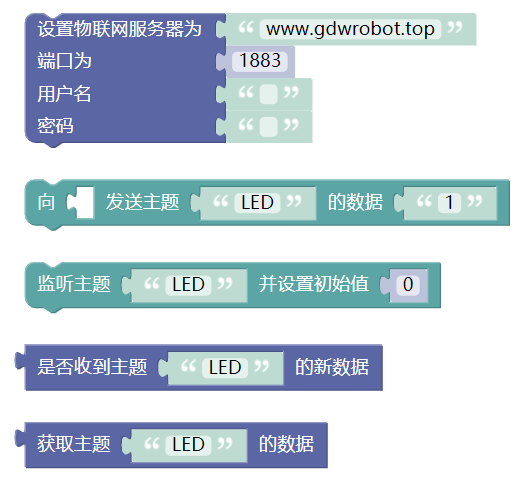 设置物联网服务器为 “ www.gdwrobot.top ”
端口为 1883
用户名 “ ”
密码 “ ”
向 发送主题 “ LED ” 的数据 “ 1 ”
监听主题 “ LED ” 并设置初始值 0
是否收到主题 “ LED ” 的新数据
获取主题 “ LED ” 的数据